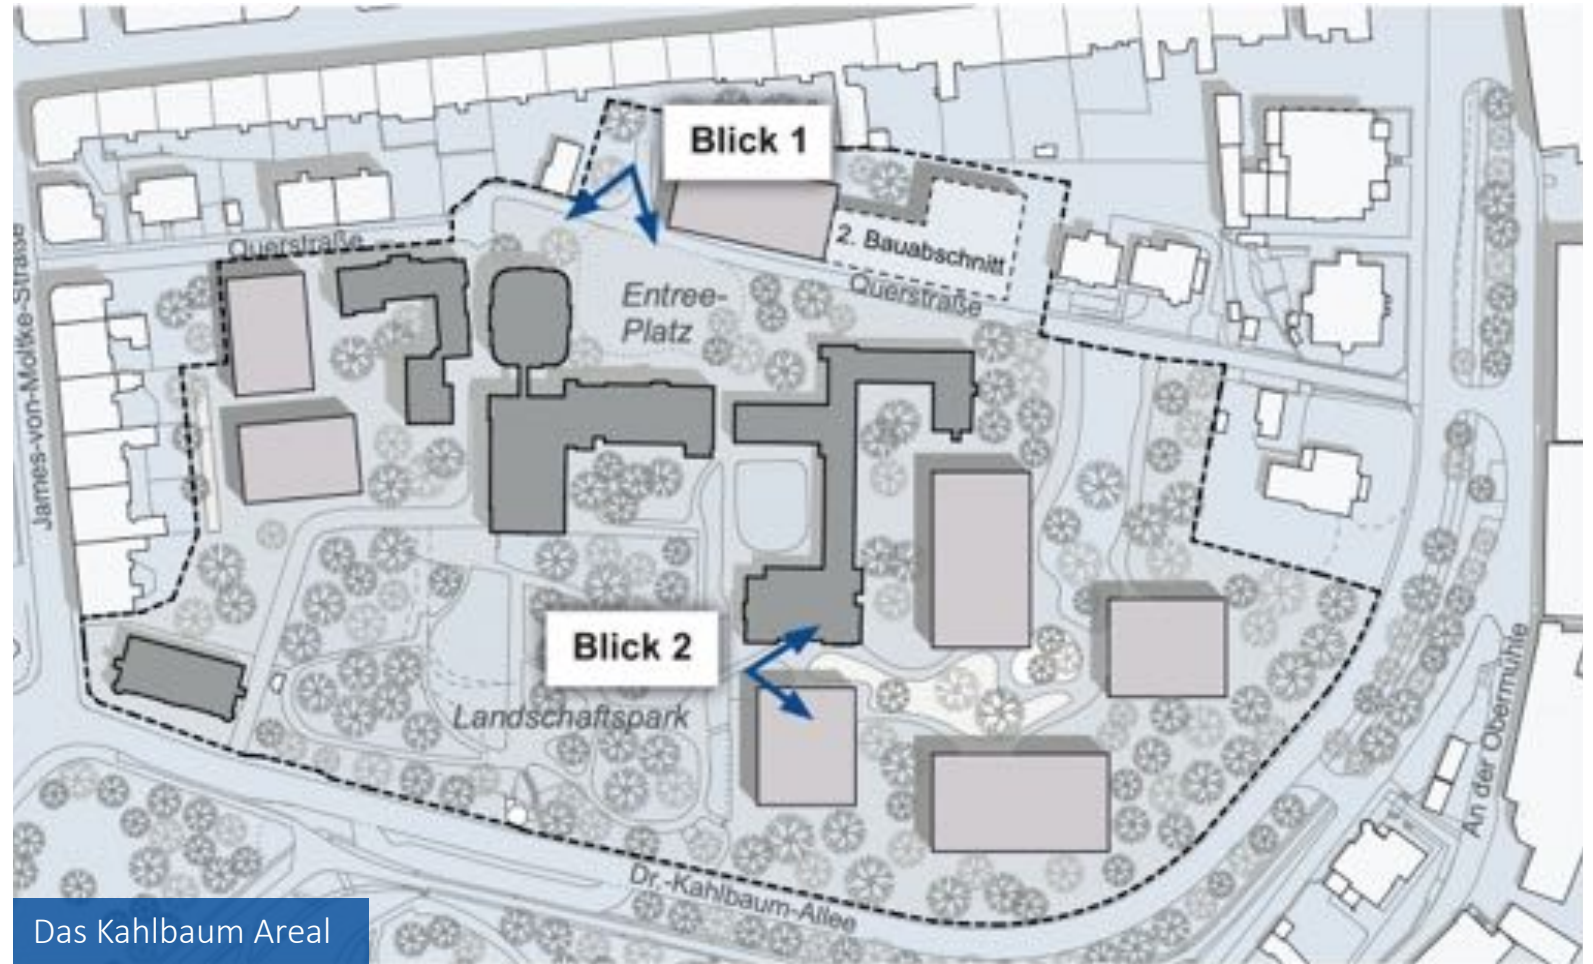 Blick 1
Querstraße
2. Bauabschnitt
Querstraße
Entree-
Platz
James-von-Moltke-Straße
Blick 2
Landschaftspark
An der Obermühle
Dr.-Kahlbaum-Allee
Das Kahlbaum Areal